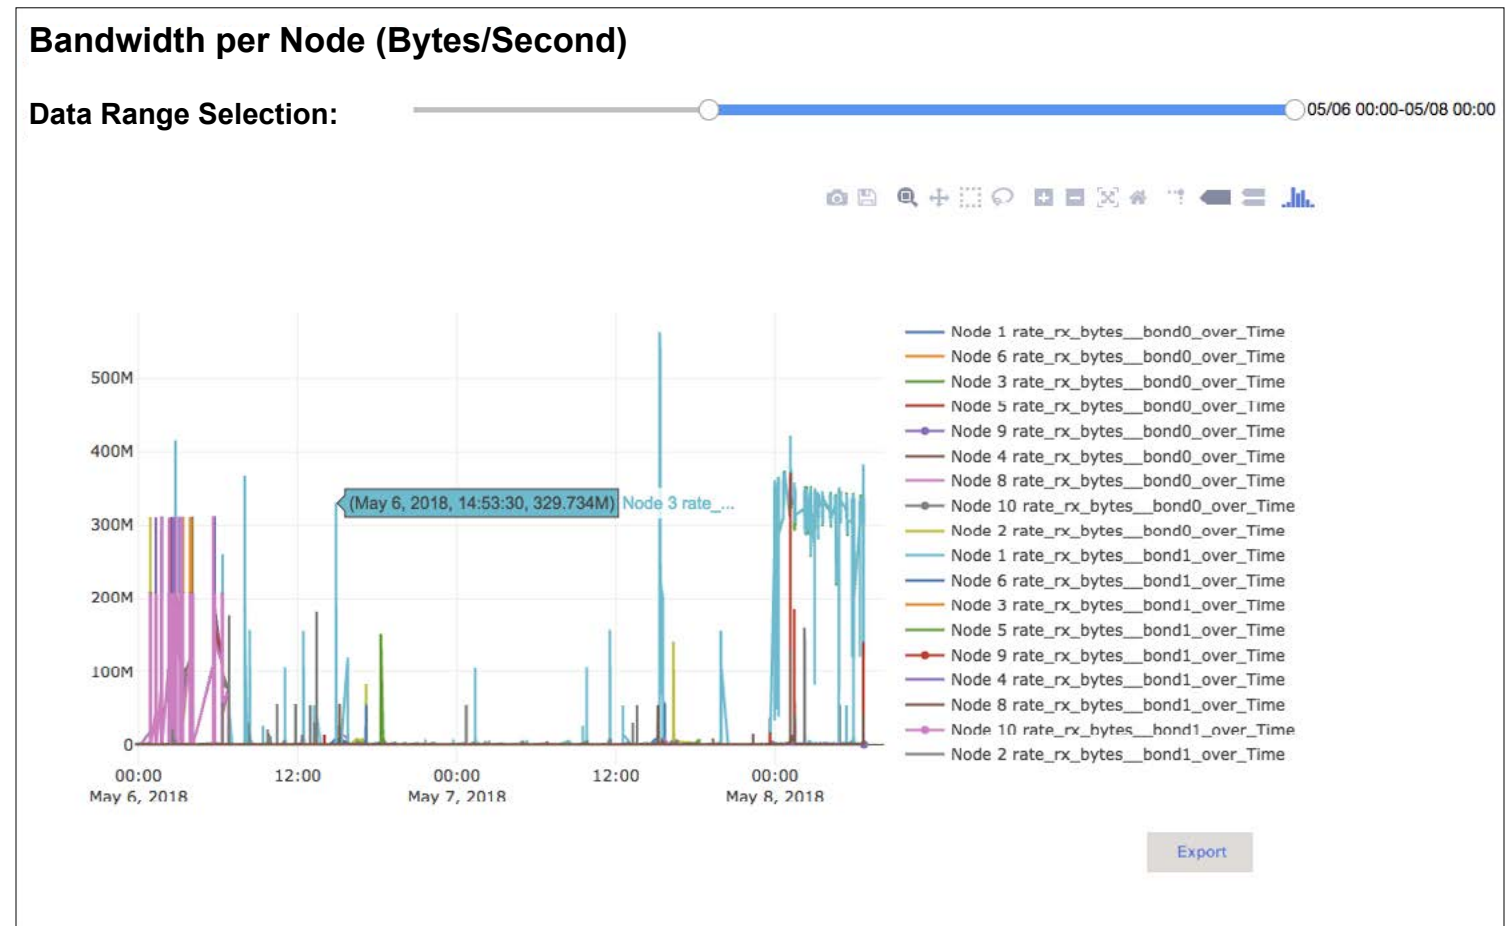 Bandwidth per Node (Bytes/Second)
Data Range Selection:
05/06 00:00-05/08 00:00
500M
400M
300M
200M
100M
0
(May 6, 2018, 14:53:30, 329.734M)
Node 3 rate_...
00:00
May 6, 2018
12:00
00:00
May 7, 2018
12:00
00:00
May 8, 2018
Node 1 rate_rx_bytes__bond0_over_Time
Node 6 rate_rx_bytes__bond0_over_Time
Node 3 rate_rx_bytes__bond0_over_Time
Node 5 rate_rx_bytes__bond0_over_Time
Node 9 rate_rx_bytes__bond0_over_Time
Node 4 rate_rx_bytes__bond0_over_Time
Node 8 rate_rx_bytes__bond0_over_Time
Node 10 rate_rx_bytes__bond0_over_Time
Node 2 rate_rx_bytes__bond0_over_Time
Node 1 rate_rx_bytes__bond1_over_Time
Node 6 rate_rx_bytes__bond1_over_Time
Node 3 rate_rx_bytes__bond1_over_Time
Node 5 rate_rx_bytes__bond1_over_Time
Node 9 rate_rx_bytes__bond1_over_Time
Node 4 rate_rx_bytes__bond1_over_Time
Node 8 rate_rx_bytes__bond1_over_Time
Node 10 rate_rx_bytes__bond1_over_Time
Node 2 rate_rx_bytes__bond1_over_Time
Export